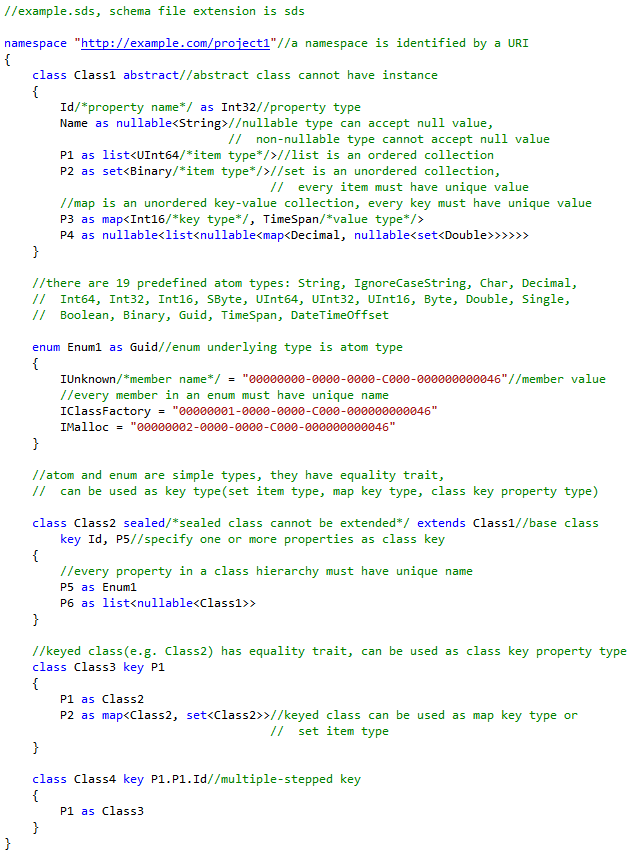 //example.sds, schema file extension is sds
namespace "http://example.com/project1"//a namespace is identified by a URI
{
class Class1 abstract//abstract class cannot have instance
{
Id/*property name*/ as Int32//property type
Name as nullable<String>//nullable type can accept null value,
//  non-nullable type cannot accept null value
P1 as list<UInt64/*item type*/>//list is an ordered collection
P2 as set<Binary/*item type*/>//set is an unordered collection,
//  every item must have unique value
//map is an unordered key-value collection, every key must have unique value
P3 as map<Int16/*key type*/, TimeSpan/*value type*/>
P4 as nullable<list<nullable<map<Decimal, nullable<set<Double>>>>>>
}
//there are 19 predefined atom types: String, IgnoreCaseString, Char, Decimal,
//  Int64, Int32, Int16, SByte, UInt64, UInt32, UInt16, Byte, Double, Single,
//  Boolean, Binary, Guid, TimeSpan, DateTimeOffset
enum Enum1 as Guid//enum underlying type is atom type
{
IUnknown/*member name*/ = "00000000-0000-0000-C000-000000000046"//member value
//every member in an enum must have unique name
IClassFactory = "00000001-0000-0000-C000-000000000046"
IMalloc = "00000002-0000-0000-C000-000000000046"
}
//atom and enum are simple types, they have equality trait,
//  can be used as key type(set item type, map key type, class key property type)
class Class2 sealed/*sealed class cannot be extended*/ extends Class1//base class
key Id, P5//specify one or more properties as class key
{
//every property in a class hierarchy must have unique name
P5 as Enum1
P6 as list<nullable<Class1>>
}
//keyed class(e.g. Class2) has equality trait, can be used as class key property type
class Class3 key P1
{
P1 as Class2
P2 as map<Class2, set<Class2>>//keyed class can be used as map key type or
//  set item type
}
class Class4 key P1.P1.Id//multiple-stepped key
{
P1 as Class3
}
}